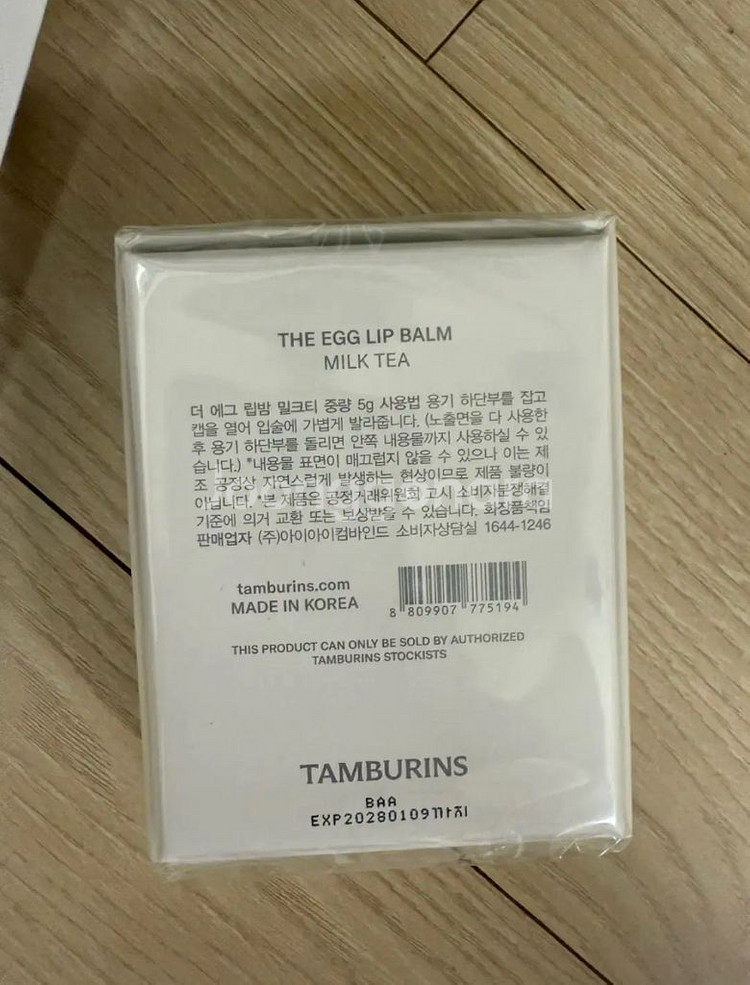 THE EGG LIP BALM
MILK TEA
더 에그 립밤 밀크티 중량 5g 사용법 용기 하단부를 잡고
캡을 열어 입술에 가볍게 발라줍니다. (노출면을 다 사용한
후 용기 하단부를 돌리면 안쪽 내용물까지 사용하실 수 있
습니다.) *내용물 표면이 매끄럽지 않을 수 있으나 이는 제
조 공정상 자연스럽게 발생하는 현상이므로 제품 불량이
아닙니다. 본 제품은 공정거래위원회 고시 소비자분쟁해결
기준에 의거 교환 또는 보상받을 수 있습니다. 화장품책임
판매업자 (주)아이아이컴바인드 소비자상담실 1644-1246
tamburins.com
MADE IN KOREA
8 809907 775194
THIS PRODUCT CAN ONLY BE SOLD BY AUTHORIZED
TAMBURINS STOCKISTS
TAMBURINS
BAA
EXP20280109까지